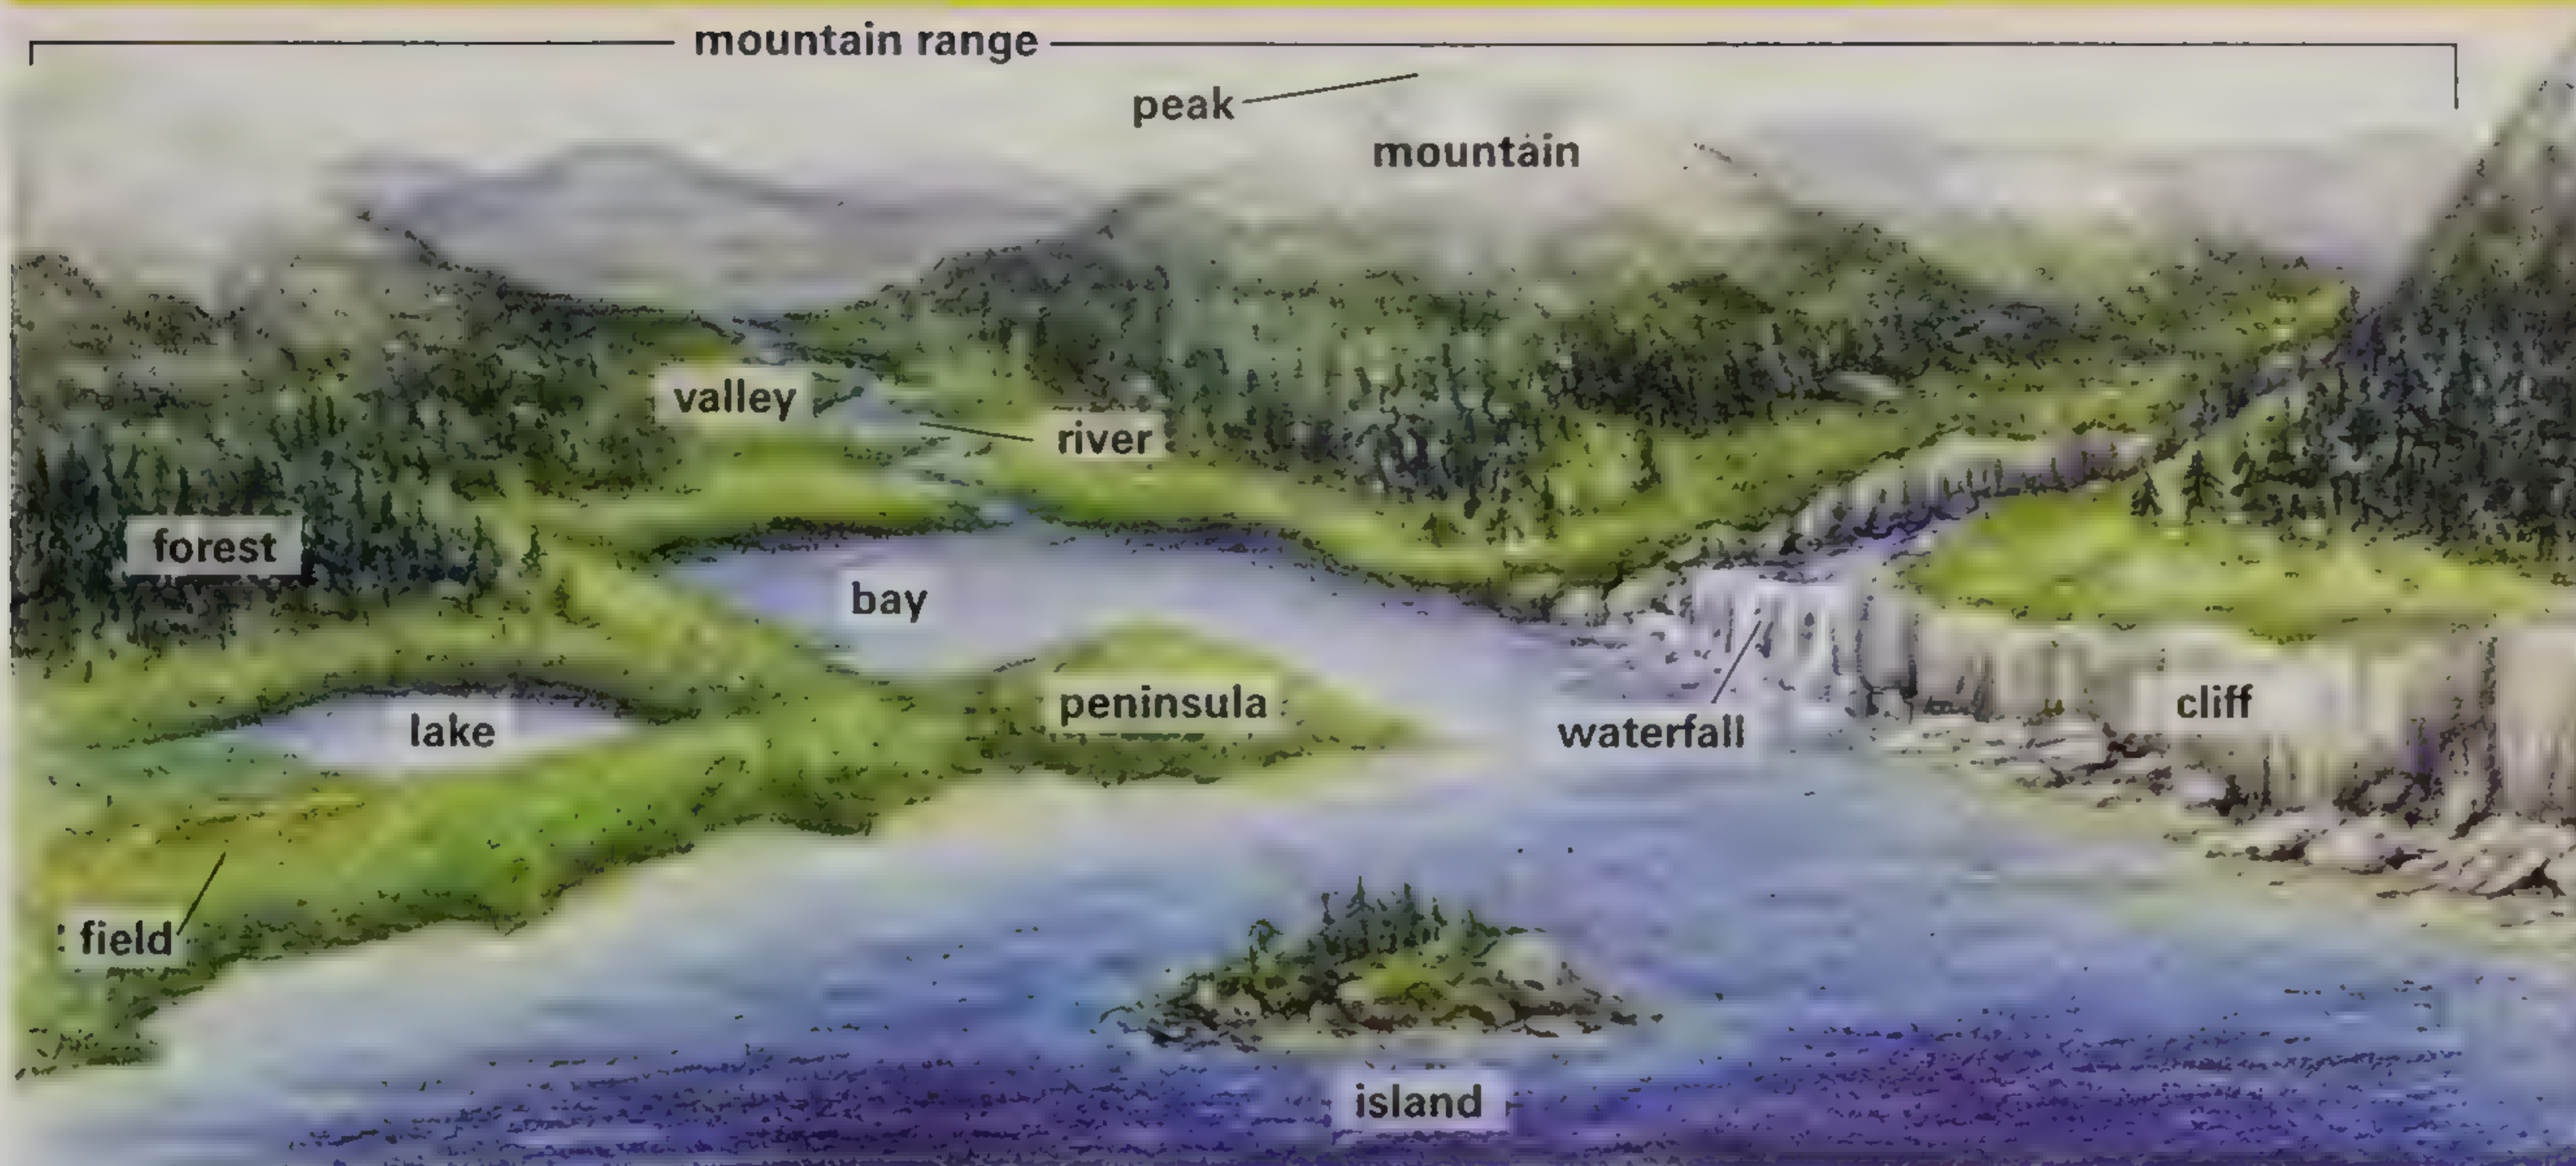 mountain range
peak
mountain
valley
river
forest
bay
peninsula
lake
waterfall
cliff
field
island